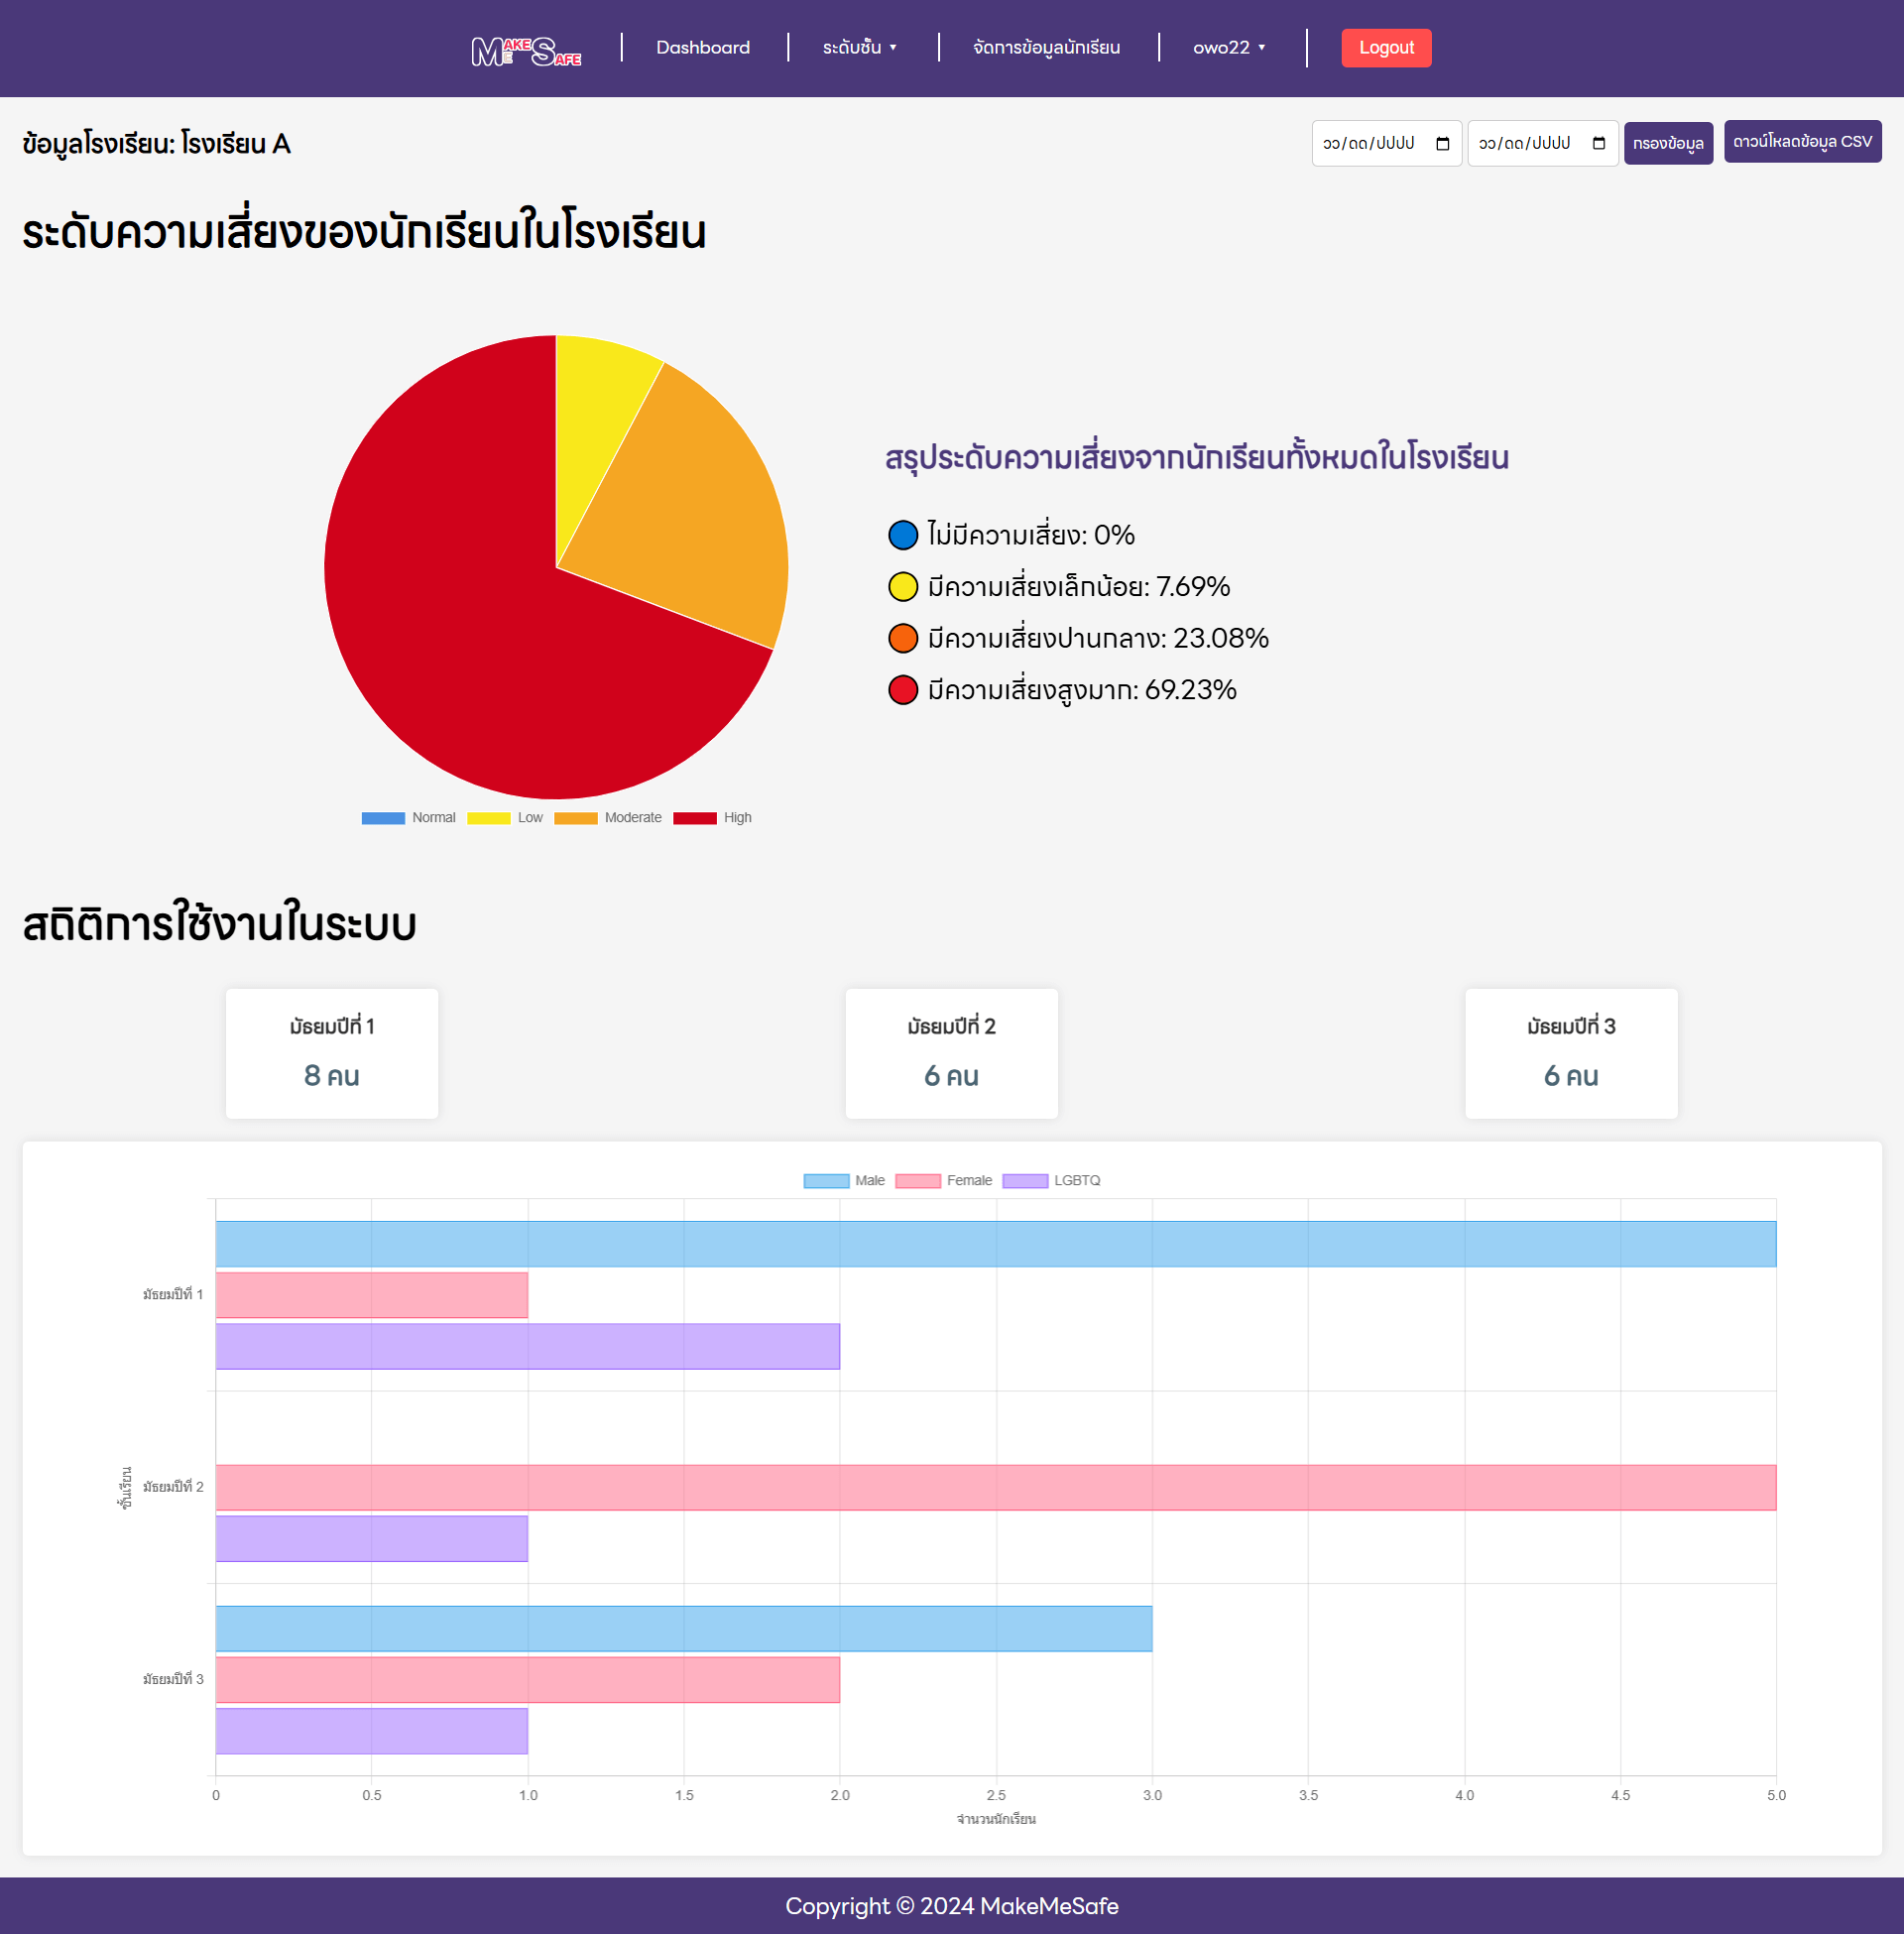 MAKE ME SAFE
Dashboard
ระดับชั้น ▾
จัดการข้อมูลนักเรียน
owo22 ▾
Logout
ข้อมูลโรงเรียน: โรงเรียน A
วว/ดด/ปปปป
วว/ดด/ปปปป
กรองข้อมูล
ดาวน์โหลดข้อมูล CSV
ระดับความเสี่ยงของนักเรียนในโรงเรียน
สรุประดับความเสี่ยงจากนักเรียนทั้งหมดในโรงเรียน
ไม่มีความเสี่ยง: 0%
มีความเสี่ยงเล็กน้อย: 7.69%
มีความเสี่ยงปานกลาง: 23.08%
มีความเสี่ยงสูงมาก: 69.23%
Normal Low Moderate High
สถิติการใช้งานในระบบ
มัธยมปีที่ 1
8 คน
มัธยมปีที่ 2
6 คน
มัธยมปีที่ 3
6 คน
Male Female LGBTQ
มัธยมปีที่ 1
มัธยมปีที่ 2
มัธยมปีที่ 3
ชั้นเรียน
0 0.5 1.0 1.5 2.0 2.5 3.0 3.5 4.0 4.5 5.0
จำนวนนักเรียน
Copyright © 2024 MakeMeSafe